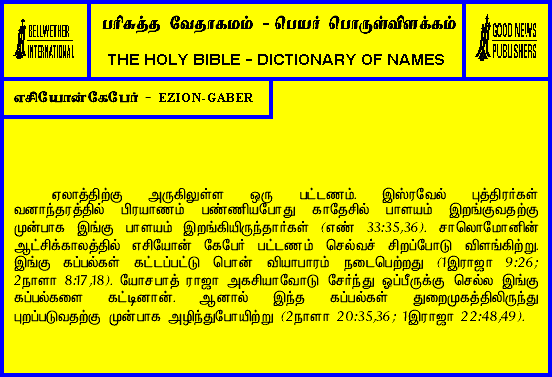 BELLWETHER
INTERNATIONAL
பரிசுத்த வேதாகமம் - பெயர் பொருள்விளக்கம்
THE HOLY BIBLE - DICTIONARY OF NAMES
GOOD NEWS
PUBLISHERS
எசியோன்கேபேர் - EZION-GABER
ஏலாத்திற்கு அருகிலுள்ள ஒரு பட்டணம். இஸ்ரவேல் புத்திரர்கள்
வனாந்தரத்தில் பிரயாணம் பண்ணியபோது காதேசில் பாளயம் இறங்குவதற்கு
முன்பாக இங்கு பாளயம் இறங்கியிருந்தார்கள் (எண் 33:35,36). சாலொமோனின்
ஆட்சிக்காலத்தில் எசியோன் கேபேர் பட்டணம் செல்வச் சிறப்போடு விளங்கிற்று.
இங்கு கப்பல்கள் கட்டப்பட்டு பொன் வியாபாரம் நடைபெற்றது (1இராஜா 9:26;
2நாளா 8:17,18). யோசபாத் ராஜா அகசியாவோடு சேர்ந்து ஒப்பீருக்கு செல்ல இங்கு
கப்பல்களை கட்டினான். ஆனால் இந்த கப்பல்கள் துறைமுகத்திலிருந்து
புறப்படுவதற்கு முன்பாக அழிந்துபோயிற்று (2நாளா 20:35,36; 1இராஜா 22:48,49).